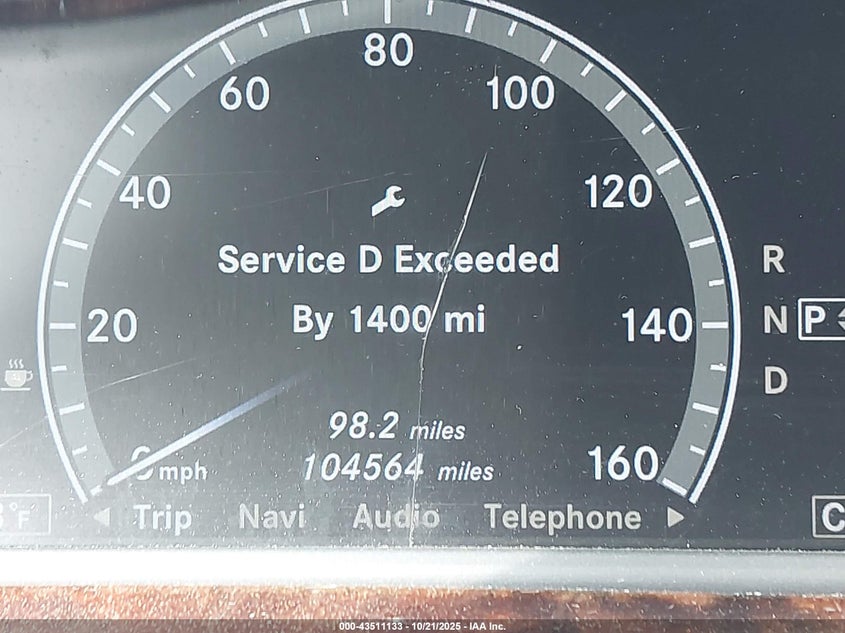 80
60 100
40 120
Service D Exceeded
By 1400 mi
20 140
R
N P
D
98.2 miles
104564 miles
0 mph 160
°F
Trip Navi Audio Telephone
C
000-43511133 - 10/21/2025 - IAA Inc.